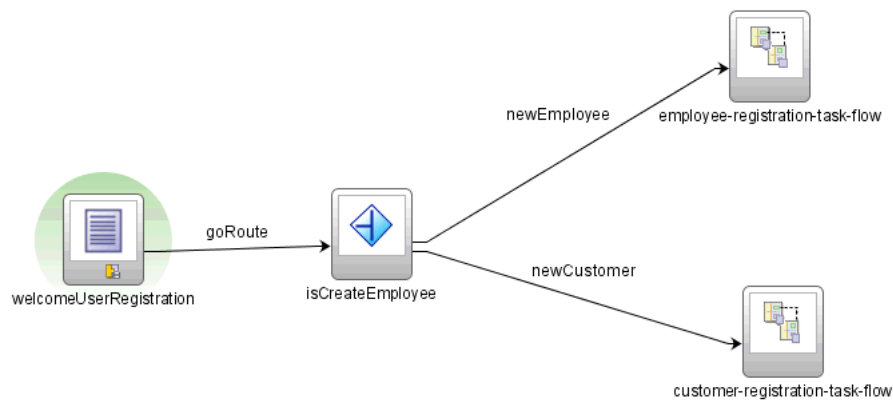 employee-registration-task-flow
newEmployee
goRoute
newCustomer
welcomeUserRegistration
isCreateEmployee
customer-registration-task-flow